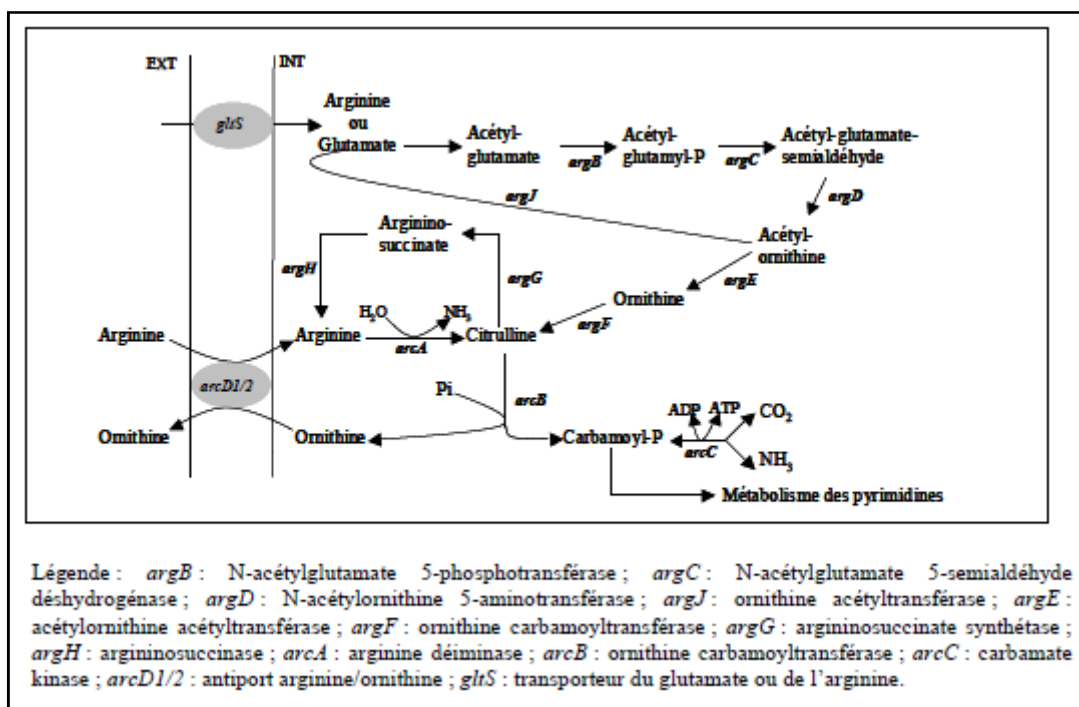 EXT
INT
gltS
Arginine
ou
Glutamate
Acétyl-
glutamate
argB
Acétyl-
glutamyl-P
argC
Acétyl-glutamate-
semialdéhyde
argD
argJ
Acétyl-
ornithine
Arginino-
succinate
argH
argG
argE
Ornithine
argF
H2O
NH3
Arginine
Arginine
arcA
Citrulline
arcD1/2
Pi
arcB
Ornithine
Ornithine
Carbamoyl-P
ADP
ATP
arcC
CO2
NH3
Métabolisme des pyrimidines
Légende : argB : N-acétylglutamate 5-phosphotransférase ; argC : N-acétylglutamate 5-semialdéhyde
déshydrogénase ; argD : N-acétylornithine 5-aminotransférase ; argJ : ornithine acétyltransférase ; argE :
acétylornithine acétyltransférase ; argF : ornithine carbamoyltransférase ; argG : argininosuccinate synthétase ;
argH : argininosuccinase ; arcA : arginine déiminase ; arcB : ornithine carbamoyltransférase ; arcC : carbamate
kinase ; arcD1/2 : antiport arginine/ornithine ; gltS : transporteur du glutamate ou de l'arginine.